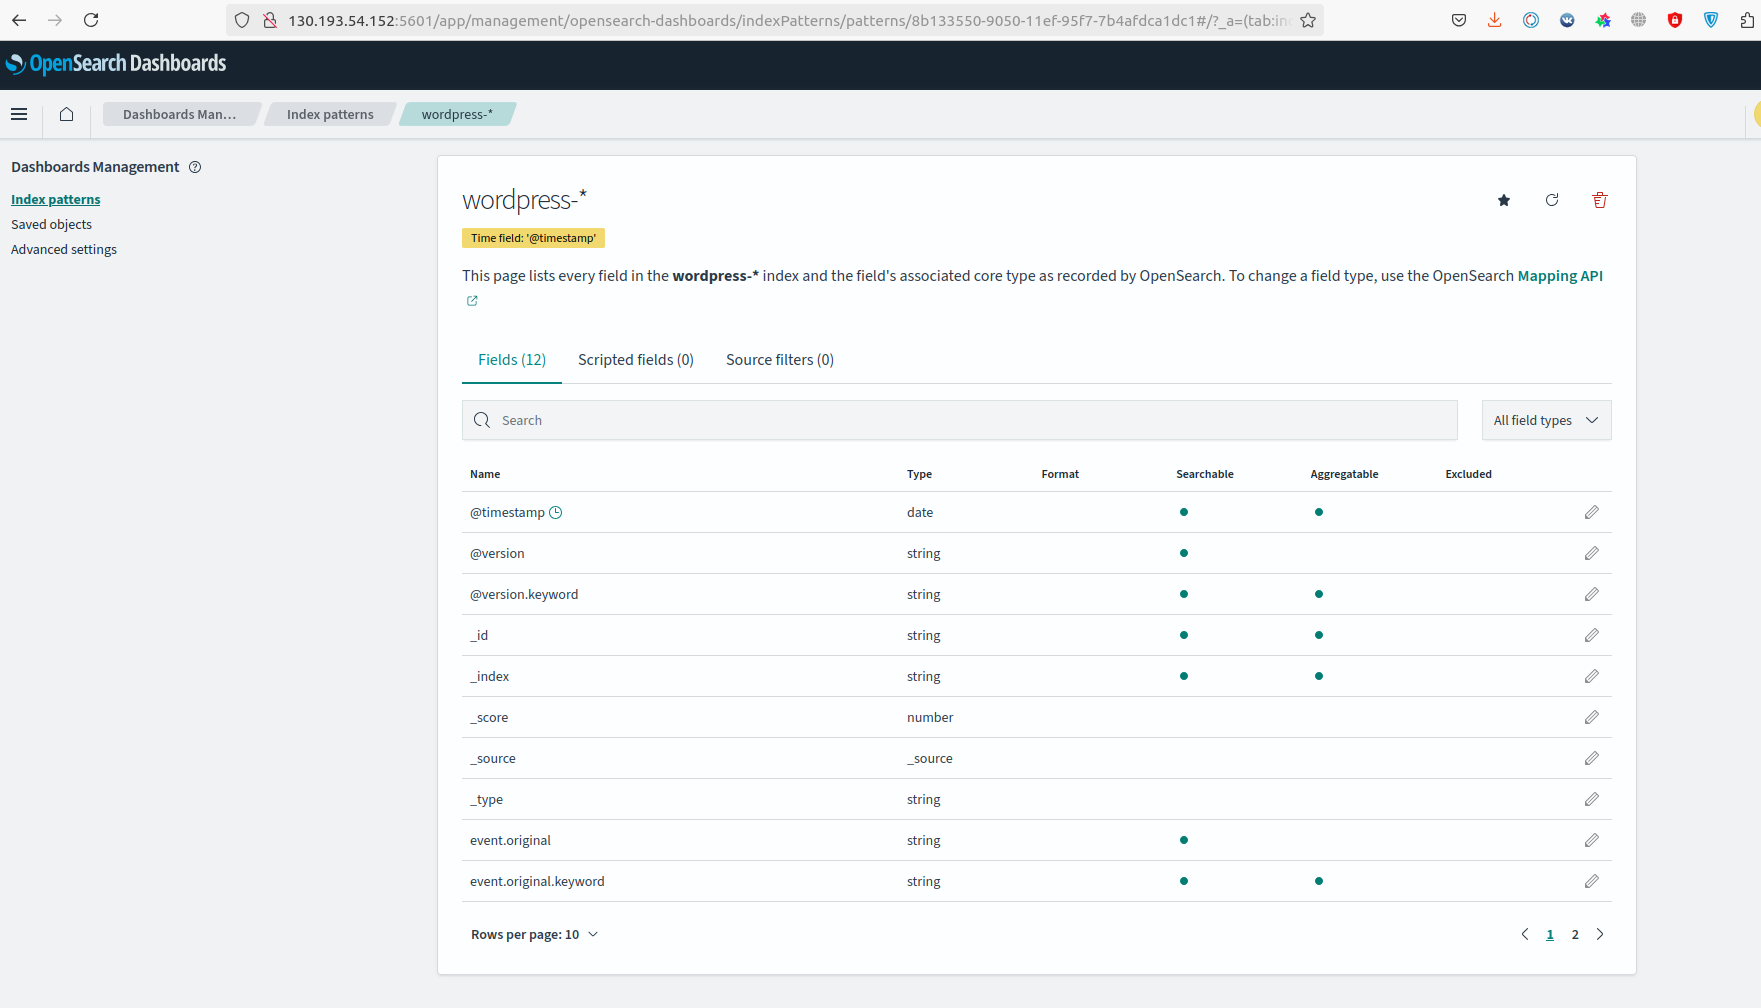 130.193.54.152:5601/app/management/opensearch-dashboards/indexPatterns/patterns/8b133550-9050-11ef-95f7-7b4afdca1dc1#/?_a=(tab:in
OpenSearch Dashboards
Dashboards Man... Index patterns wordpress-*
Dashboards Management
Index patterns
Saved objects
Advanced settings
wordpress-*
Time field: '@timestamp'
This page lists every field in the wordpress-* index and the field's associated core type as recorded by OpenSearch. To change a field type, use the OpenSearch Mapping API
Fields (12) Scripted fields (0) Source filters (0)
Search All field types
Name Type Format Searchable Aggregatable Excluded
@timestamp date
@version string
@version.keyword string
_id string
_index string
_score number
_source _source
_type string
event.original string
event.original.keyword string
Rows per page: 10 1 2